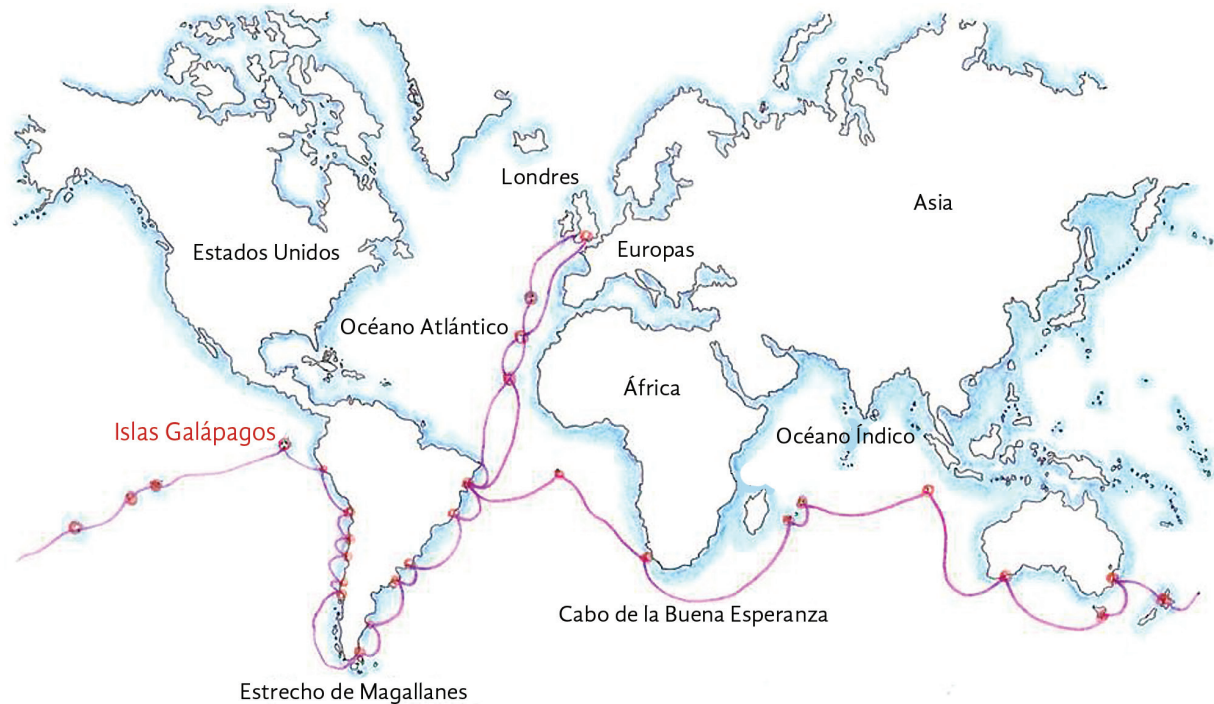 Londres
Asia
Estados Unidos
Europas
Océano Atlántico
África
Islas Galápagos
Océano Índico
Cabo de la Buena Esperanza
Estrecho de Magallanes